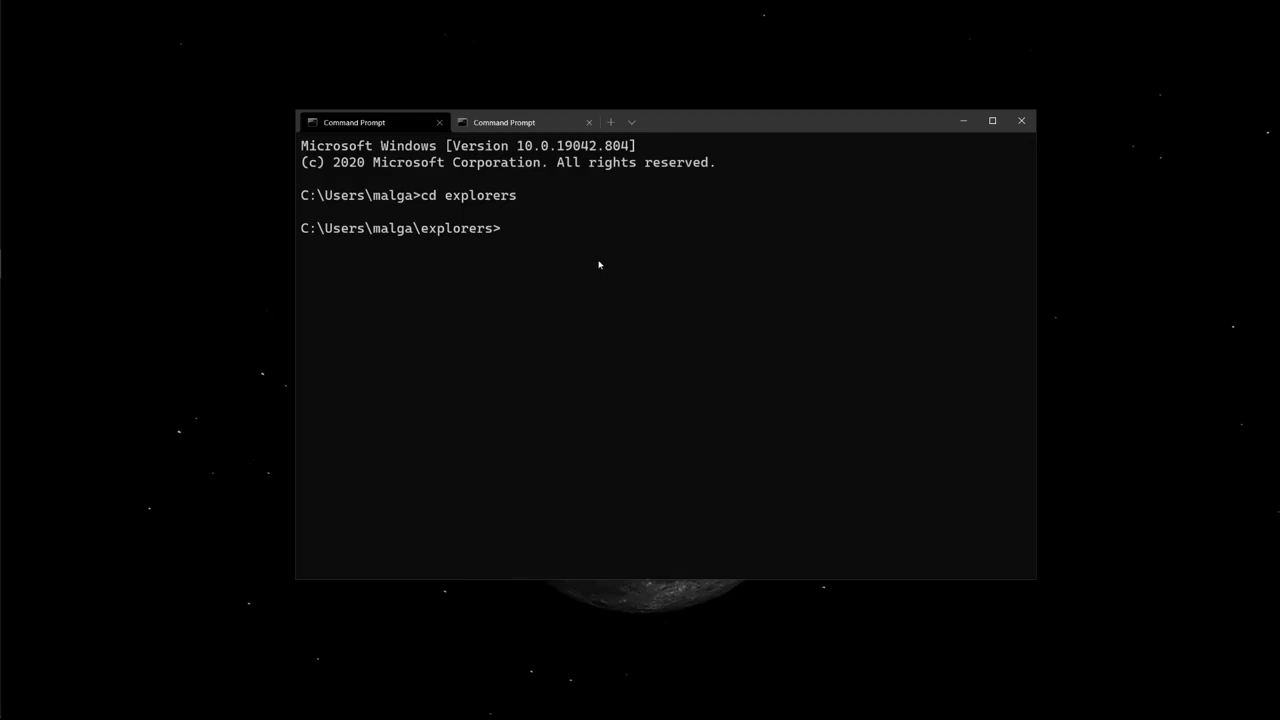 Command Prompt
Command Prompt
Microsoft Windows [Version 10.0.19042.804]
(c) 2020 Microsoft Corporation. All rights reserved.
C:\Users\malga>cd explorers
C:\Users\malga\explorers>